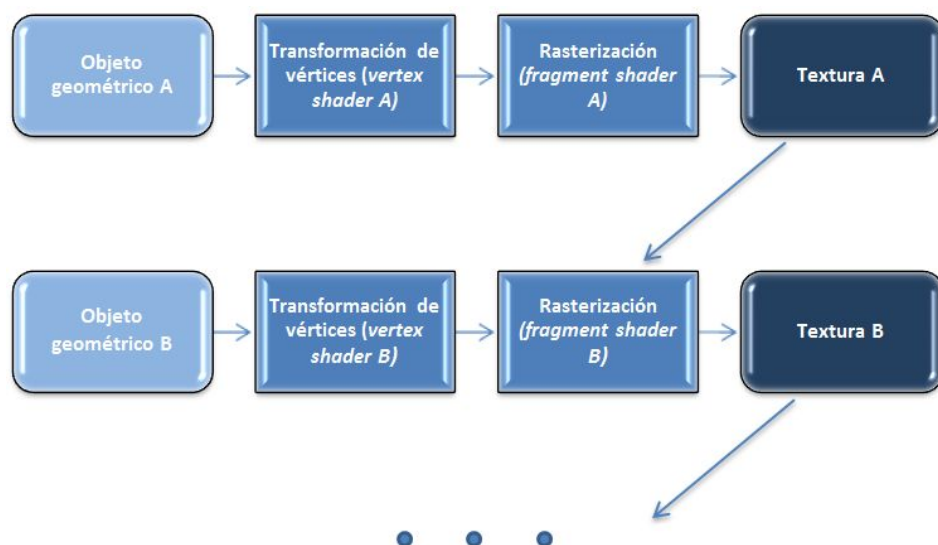 Objeto
geométrico A
Transformación de
vértices (vertex
shader A)
Rasterización
(fragment shader
A)
Textura A
Objeto
geométrico B
Transformación de
vértices (vertex
shader B)
Rasterización
(fragment shader
B)
Textura B